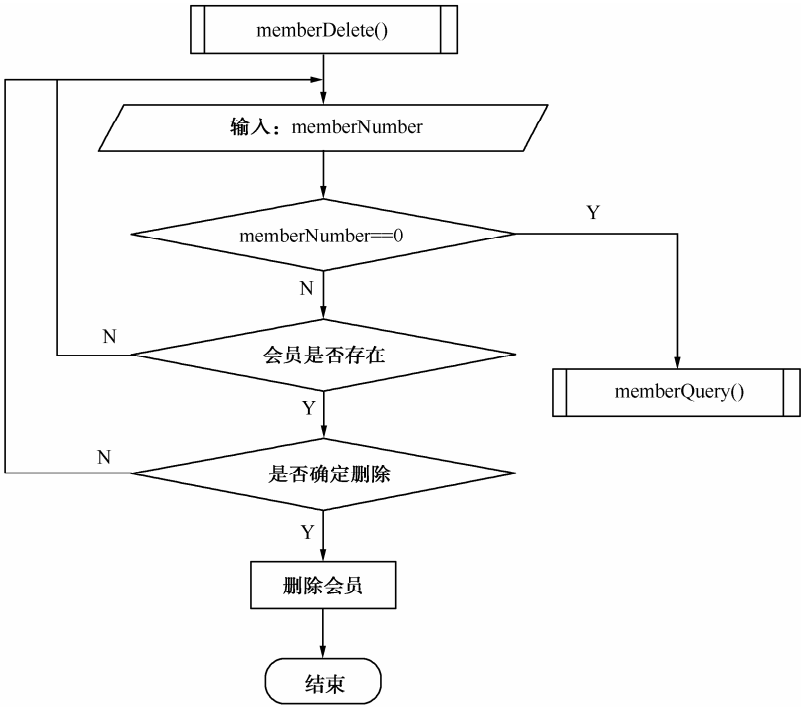 memberDelete()
输入：memberNumber
memberNumber==0
Y
N
会员是否存在
N
memberQuery()
Y
是否确定删除
N
Y
删除会员
结束